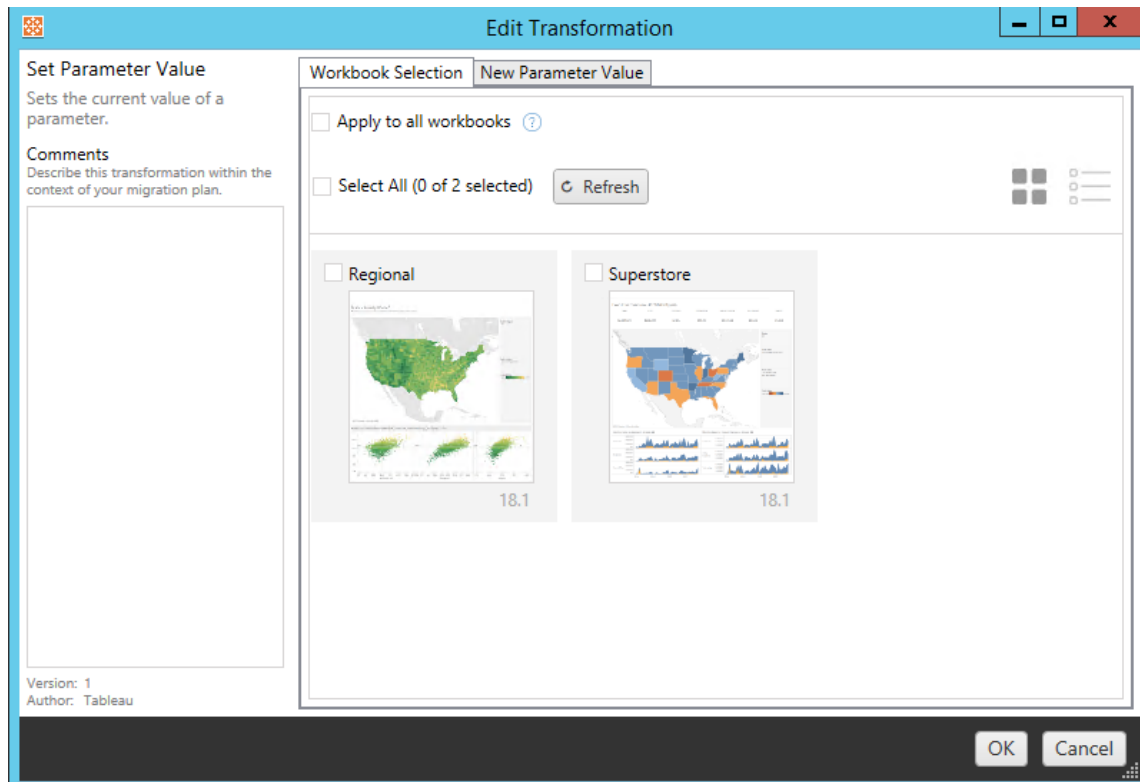 Edit Transformation
Set Parameter Value
Sets the current value of a
parameter.
Comments
Describe this transformation within the
context of your migration plan.
Version: 1
Author: Tableau
Workbook Selection
New Parameter Value
Apply to all workbooks ?
Select All (0 of 2 selected)
Refresh
Regional
18.1
Superstore
18.1
OK
Cancel